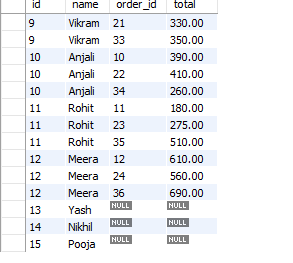 id name order_id total
9 Vikram 21 330.00
9 Vikram 33 350.00
10 Anjali 10 390.00
10 Anjali 22 410.00
10 Anjali 34 260.00
11 Rohit 11 180.00
11 Rohit 23 275.00
11 Rohit 35 510.00
12 Meera 12 610.00
12 Meera 24 560.00
12 Meera 36 690.00
13 Yash NULL NULL
14 Nikhil NULL NULL
15 Pooja NULL NULL